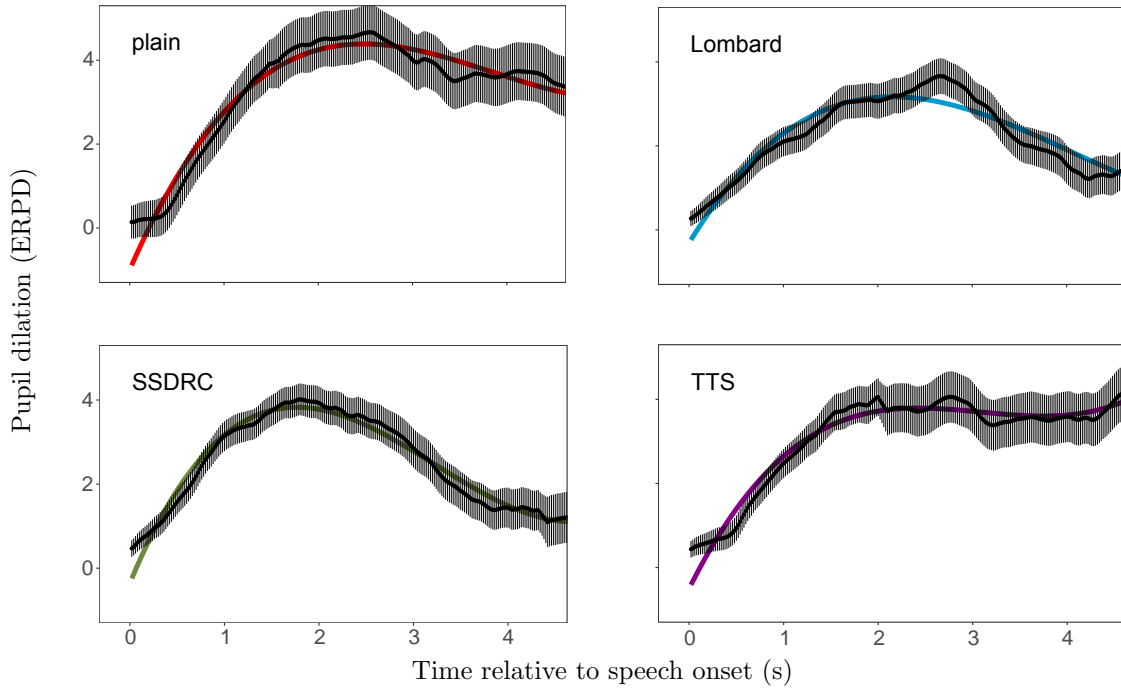 plain
Lombard
4
2
0
SSDRC
TTS
4
2
0
0 1 2 3 4
0 1 2 3 4
Pupil dilation (ERPD)
Time relative to speech onset (s)